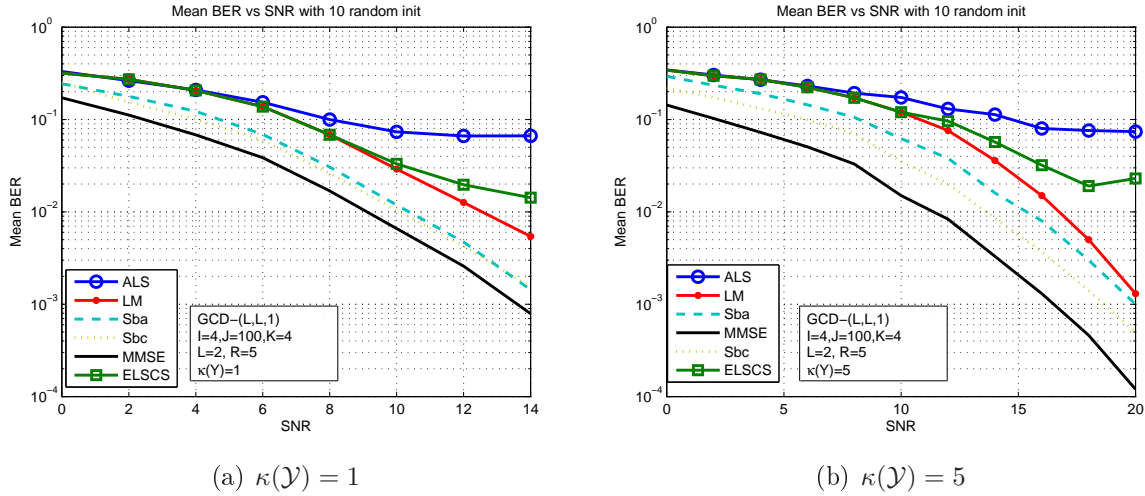 Mean BER vs SNR with 10 random init
10^0
10^-1
10^-2
10^-3
10^-4
Mean BER
0 2 4 6 8 10 12 14
SNR
ALS
LM
Sba
Sbc
MMSE
ELSCS
GCD−(L,L,1)
I=4,J=100,K=4
L=2, R=5
κ(Y)=1
(a) κ(𝒴) = 1
Mean BER vs SNR with 10 random init
10^0
10^-1
10^-2
10^-3
10^-4
Mean BER
0 5 10 15 20
SNR
ALS
LM
Sba
MMSE
Sbc
ELSCS
GCD−(L,L,1)
I=4,J=100,K=4
L=2, R=5
κ(Y)=5
(b) κ(𝒴) = 5